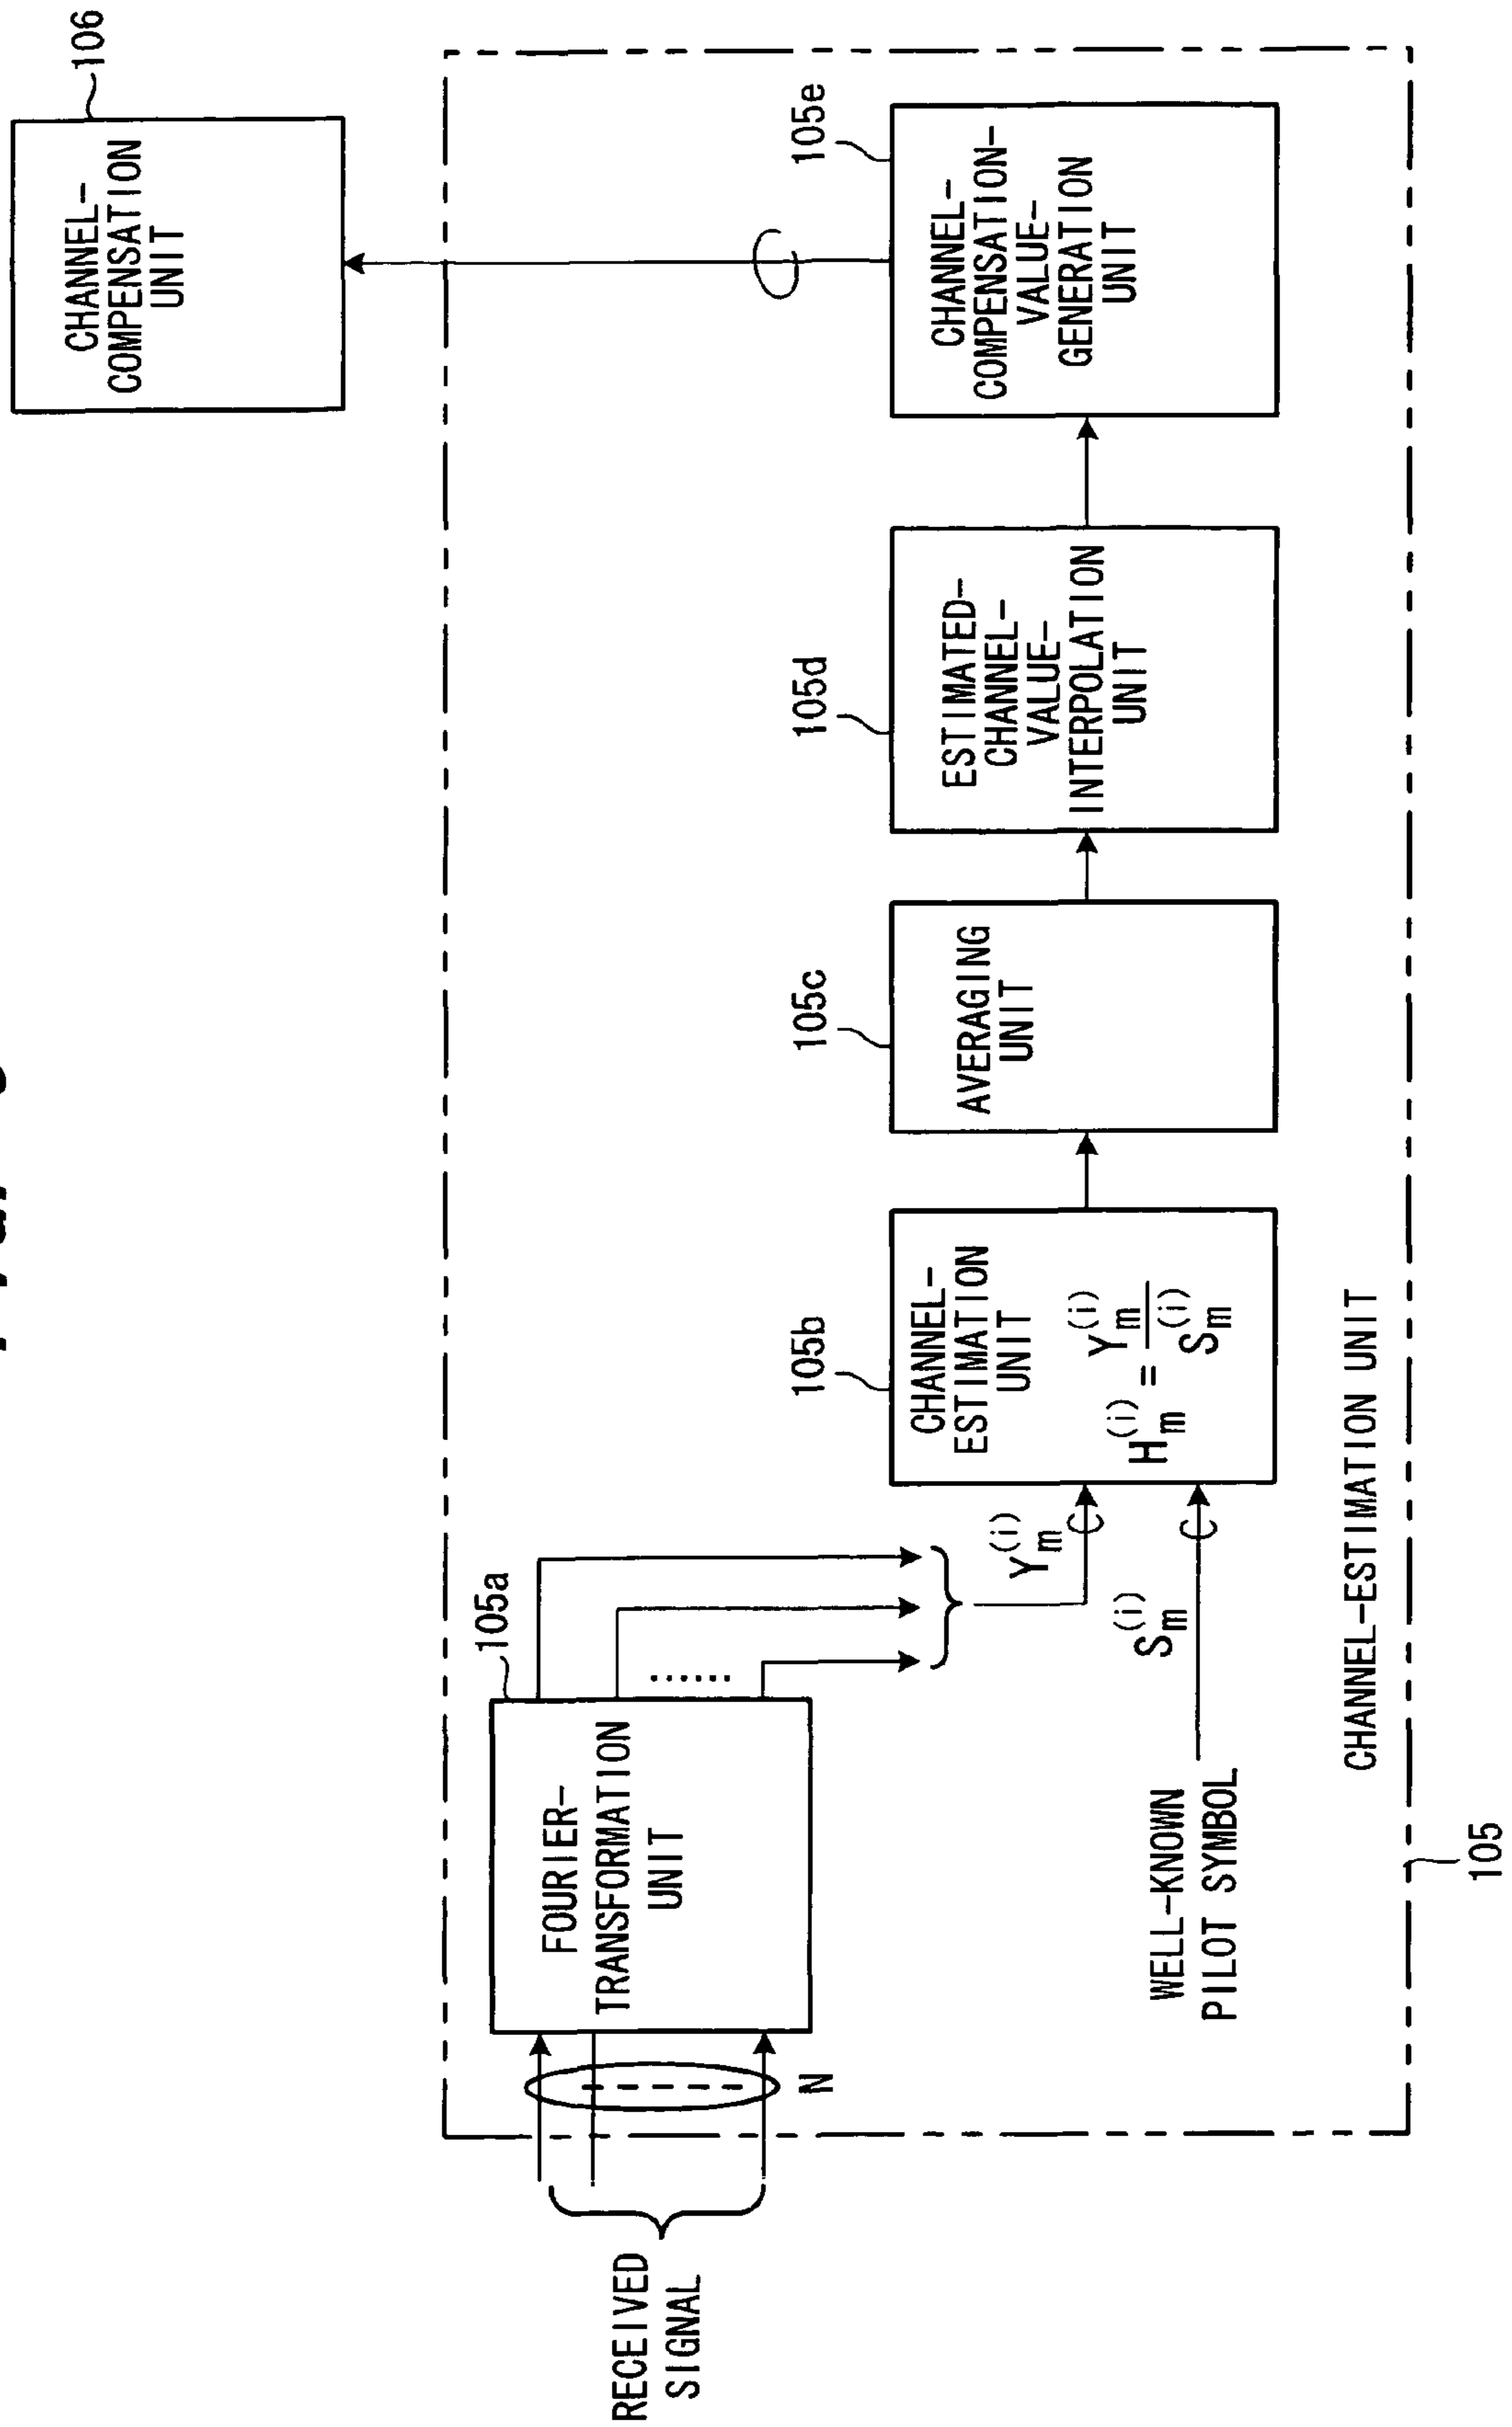 106
CHANNEL-
COMPENSATION
UNIT
105a
FOURIER-
TRANSFORMATION
UNIT
......
N
RECEIVED
SIGNAL
105b
CHANNEL-
ESTIMATION
UNIT
H_m^(i) = Y_m^(i) / S_m^(i)
Y_m^(i)
S_m^(i)
WELL-KNOWN
PILOT SYMBOL
105c
AVERAGING
UNIT
105d
ESTIMATED-
CHANNEL-
VALUE-
INTERPOLATION
UNIT
105e
CHANNEL-
COMPENSATION-
VALUE-
GENERATION
UNIT
CHANNEL-ESTIMATION UNIT
105